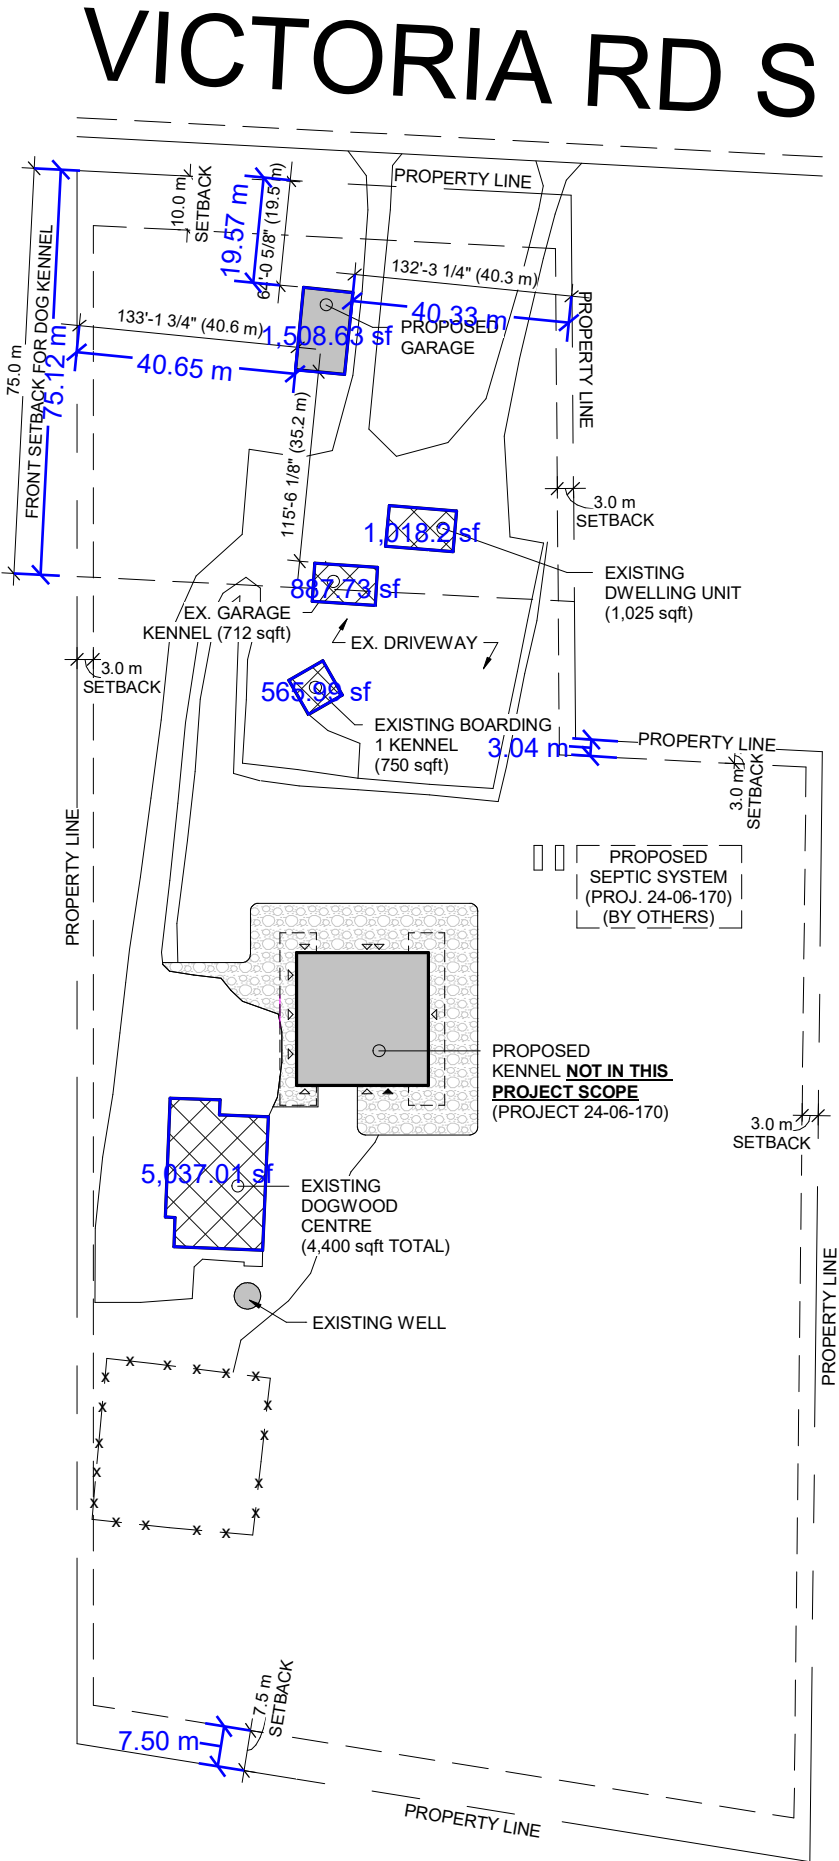 VICTORIA RD S
PROPERTY LINE
10.0 m
SETBACK
19.57 m
64'-0 5/8" (19.5 m)
132'-3 1/4" (40.3 m)
40.33 m
133'-1 3/4" (40.6 m)
40.65 m
1,508.63 sf
PROPOSED
GARAGE
PROPERTY LINE
75.0 m
FRONT SETBACK FOR DOG KENNEL
75.12 m
115'-6 1/8" (35.2 m)
3.0 m
SETBACK
1,018.2 sf
EXISTING
DWELLING UNIT
(1,025 sqft)
887.73 sf
EX. GARAGE
KENNEL (712 sqft)
EX. DRIVEWAY
3.0 m
SETBACK
565.99 sf
EXISTING BOARDING
1 KENNEL
(750 sqft)
3.04 m
PROPERTY LINE
3.0 m
SETBACK
PROPERTY LINE
PROPOSED
SEPTIC SYSTEM
(PROJ. 24-06-170)
(BY OTHERS)
PROPOSED
KENNEL NOT IN THIS
PROJECT SCOPE
(PROJECT 24-06-170)
3.0 m
SETBACK
5,037.01 sf
EXISTING
DOGWOOD
CENTRE
(4,400 sqft TOTAL)
PROPERTY LINE
EXISTING WELL
x x x x x x
x x x x x x x x
x x x x
7.5 m
SETBACK
7.50 m
PROPERTY LINE